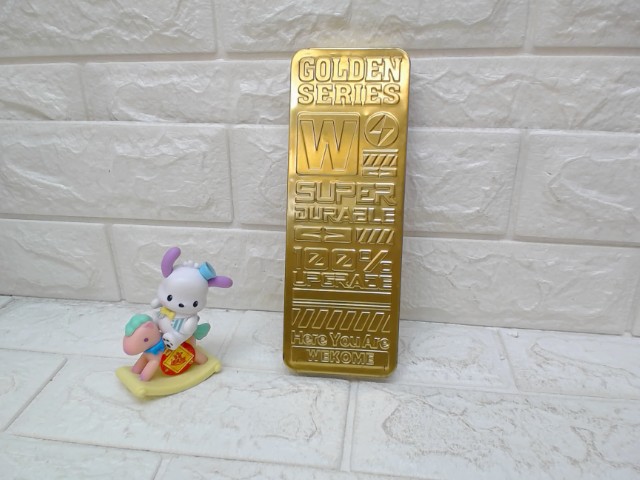 GOLDEN
SERIES
W
SUPER
DURABLE
100%
UPGRADE
Here You Are
WEKOME